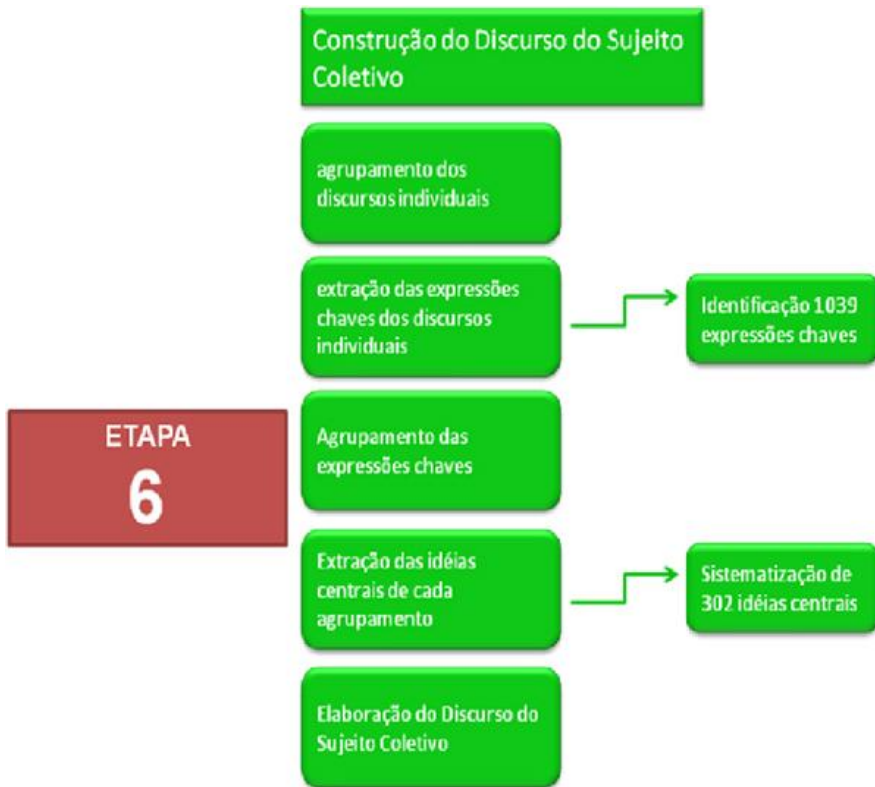 Construção do Discurso do Sujeito
Coletivo
agrupamento dos
discursos individuais
extração das expressões
chaves dos discursos
individuais
Identificação 1039
expressões chaves
ETAPA
6
Agrupamento das
expressões chaves
Extração das idéias
centrais de cada
agrupamento
Sistematização de
302 idéias centrais
Elaboração do Discurso do
Sujeito Coletivo